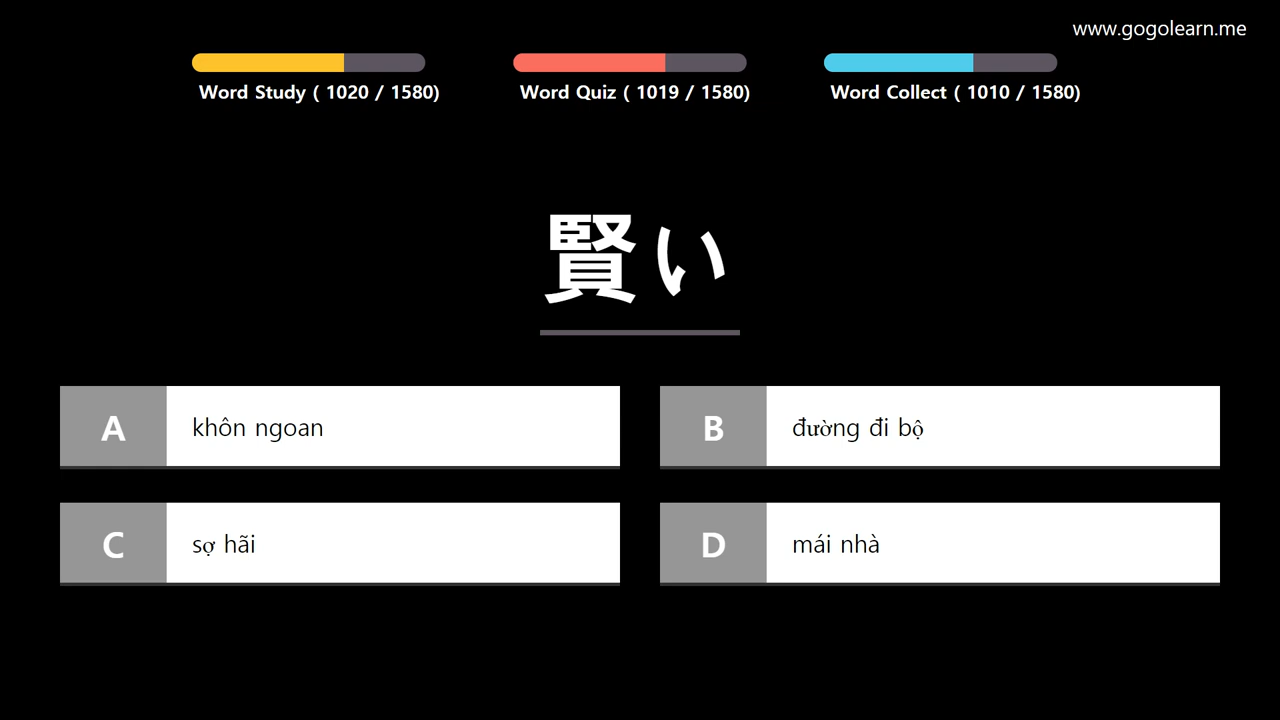 www.gogolearn.me
Word Study ( 1020 / 1580)
Word Quiz ( 1019 / 1580)
Word Collect ( 1010 / 1580)
賢い
A khôn ngoan
B đường đi bộ
C sợ hãi
D mái nhà